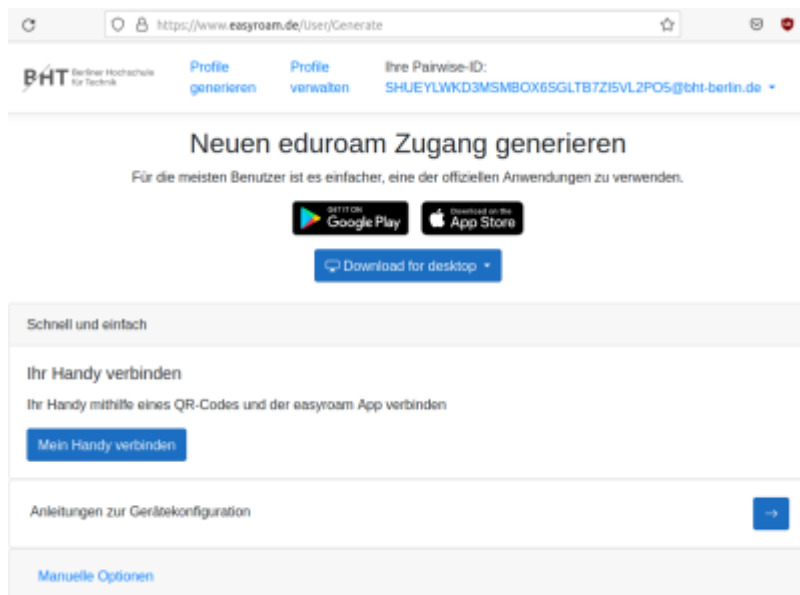 https://www.easyroam.de/User/Generate
BHT Berliner Hochschule für Technik
Profile generieren
Profile verwalten
Ihre Pairwise-ID:
SHUEYLWKD3MSMBOX6SGLTB7ZI5VL2PO5@bht-berlin.de
Neuen eduroam Zugang generieren
Für die meisten Benutzer ist es einfacher, eine der offiziellen Anwendungen zu verwenden.
GET IT ON
Google Play
Download on the
App Store
Download for desktop
Schnell und einfach
Ihr Handy verbinden
Ihr Handy mithilfe eines QR-Codes und der easyroam App verbinden
Mein Handy verbinden
Anleitungen zur Gerätekonfiguration
Manuelle Optionen